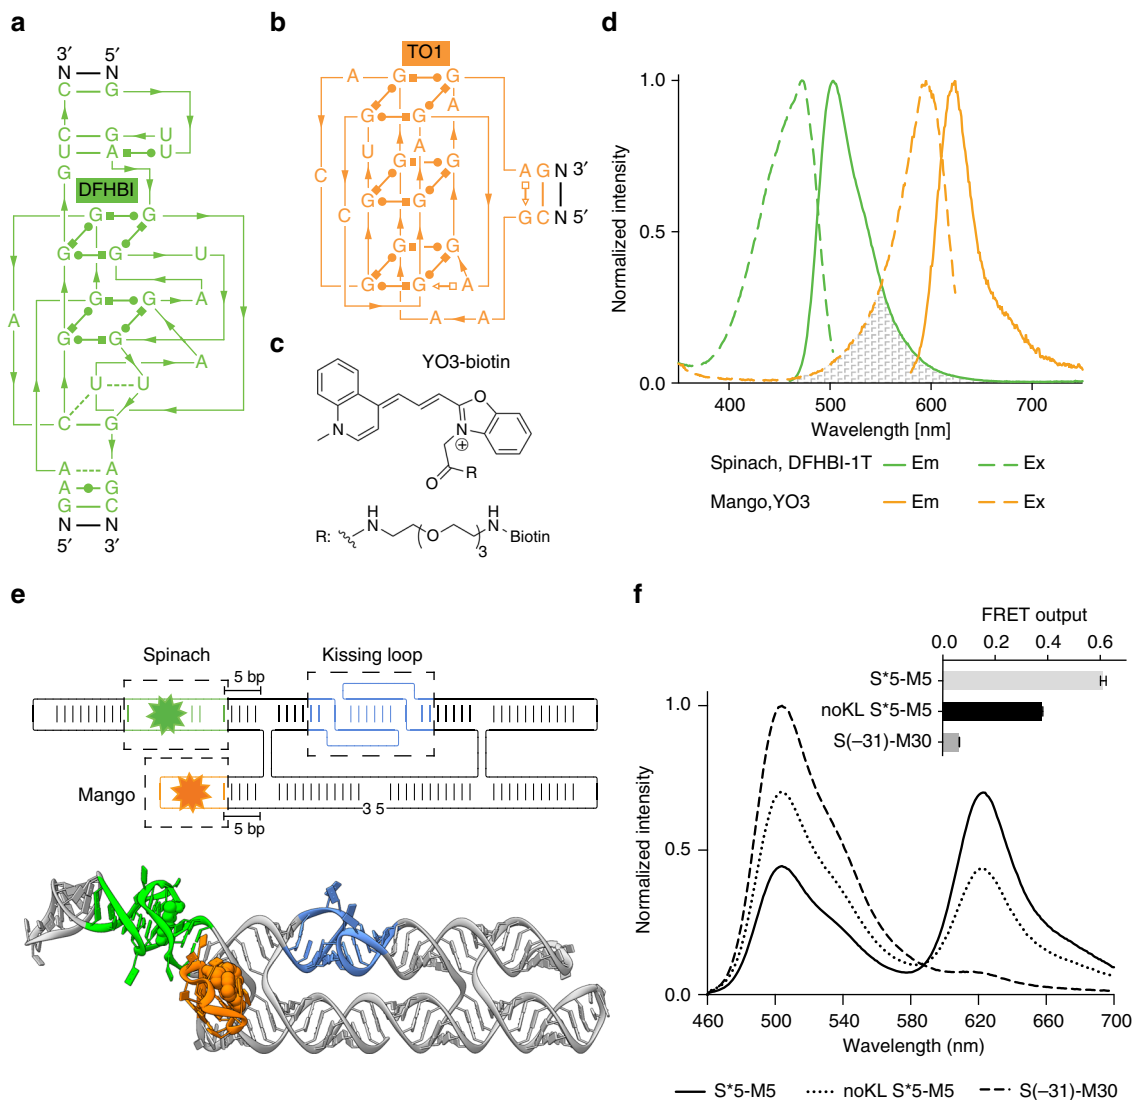 a
3′ 5′
N N
C G
C G U
U A U
G
DFHBI
G G
G G U
G G A
G G
A
A
U U
C G
A A
A G
G C
N N
5′ 3′
b
TO1
A G G
A
G G
U A
C G G
C G G
G G
G G A
A A
A G N 3′
G C N 5′
c
YO3-biotin
O
N
N
⊕
O R
R: H N O 3 H N Biotin
d
Normalized intensity
1.0
0.5
0.0
400 500 600 700
Wavelength [nm]
Spinach, DFHBI-1T Em Ex
Mango,YO3 Em Ex
e
Spinach
5 bp
Kissing loop
Mango
3 5
5 bp
f
FRET output
0.0 0.2 0.4 0.6
S*5-M5
noKL S*5-M5
S(–31)-M30
Normalized intensity
1.0
0.5
0.0
460 500 540 580 620 660 700
Wavelength (nm)
S*5-M5 noKL S*5-M5 S(–31)-M30